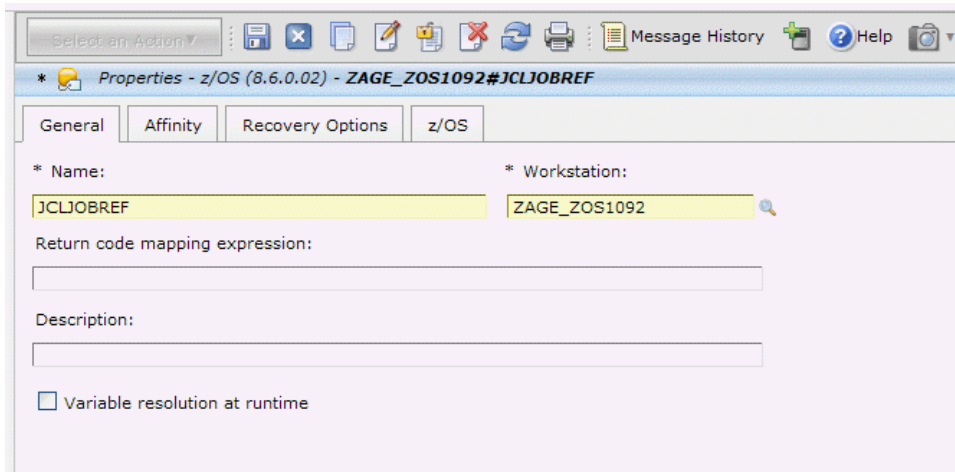 Select an Action ▼ Message History Help
* Properties - z/OS (8.6.0.02) - ZAGE_ZOS1092#JCLJOBREF
General Affinity Recovery Options z/OS
* Name: * Workstation:
JCLJOBREF ZAGE_ZOS1092
Return code mapping expression:
Description:
Variable resolution at runtime